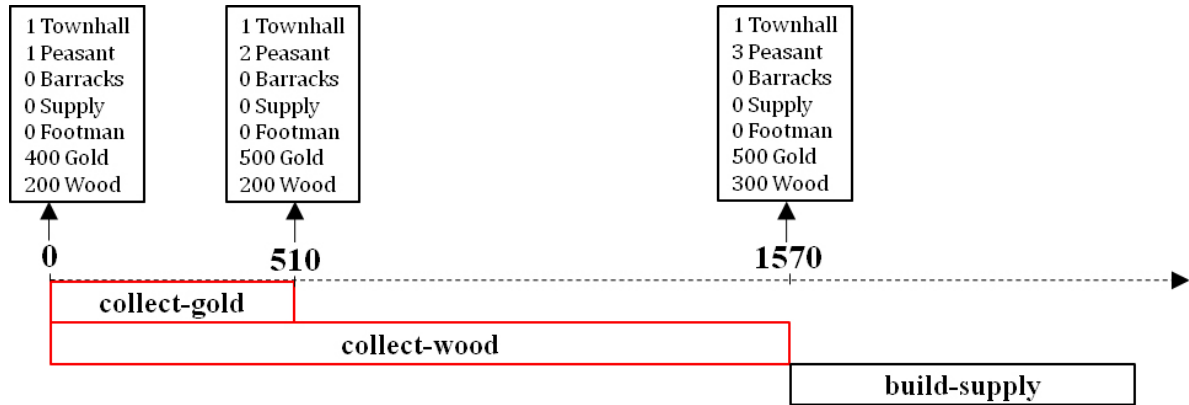 1 Townhall
1 Peasant
0 Barracks
0 Supply
0 Footman
400 Gold
200 Wood
1 Townhall
2 Peasant
0 Barracks
0 Supply
0 Footman
500 Gold
200 Wood
1 Townhall
3 Peasant
0 Barracks
0 Supply
0 Footman
500 Gold
300 Wood
0
510
1570
collect-gold
collect-wood
build-supply